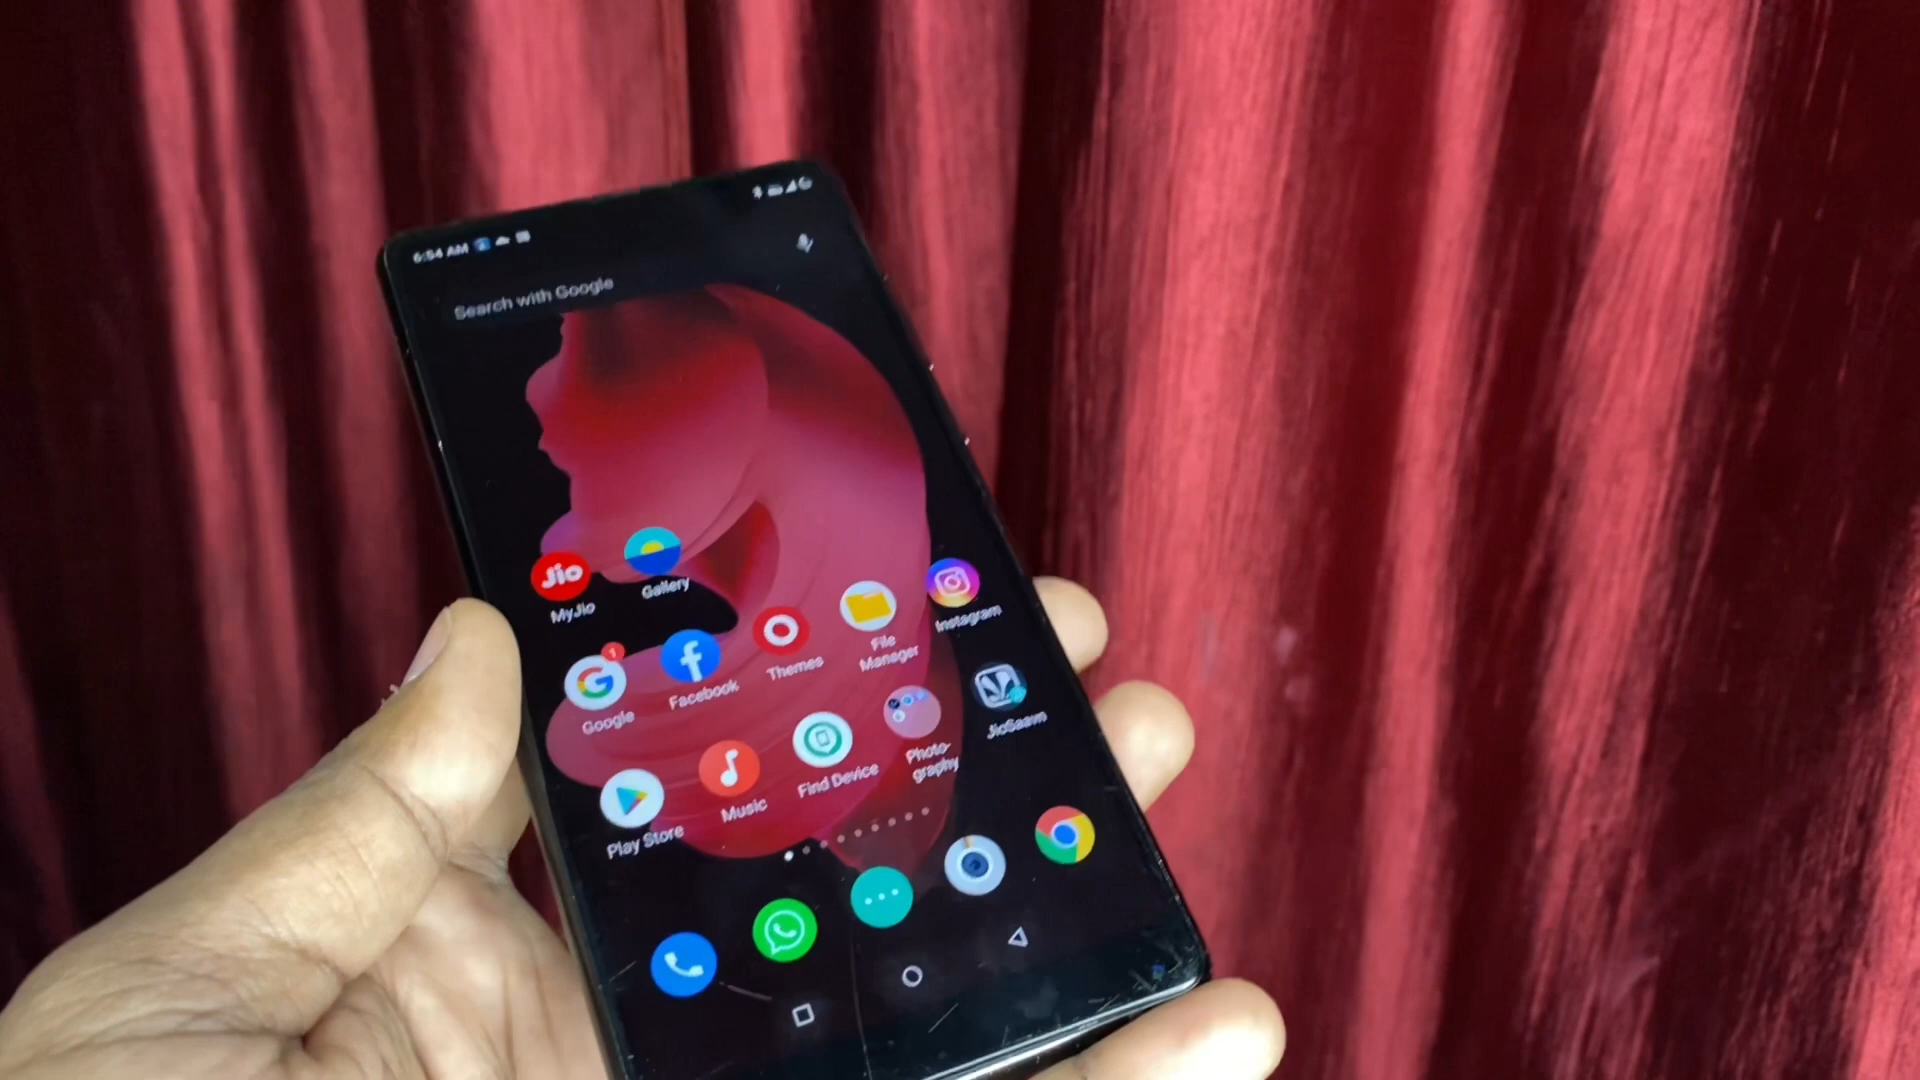 6:54 AM
Search with Google
Jio
MyJio
Gallery
Instagram
1
Google
Facebook
Themes
File
Manager
Play Store
Music
Find Device
Photo-
graphy
JioSaavn